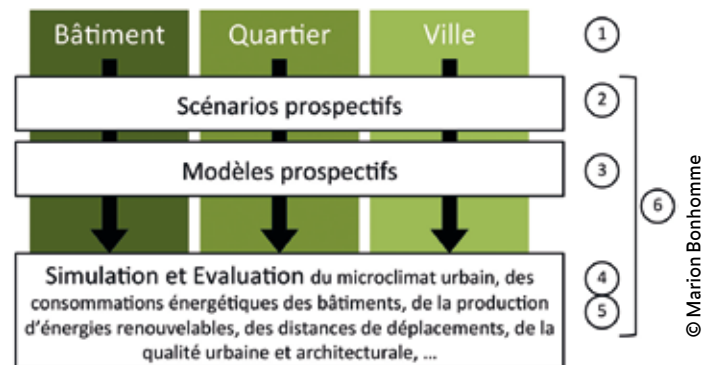 Bâtiment Quartier Ville 1
Scénarios prospectifs 2
Modèles prospectifs 3
Simulation et Evaluation du microclimat urbain, des 4
consommations énergétiques des bâtiments, de la production 5
d'énergies renouvelables, des distances de déplacements, de la
qualité urbaine et architecturale, ...
6
© Marion Bonhomme